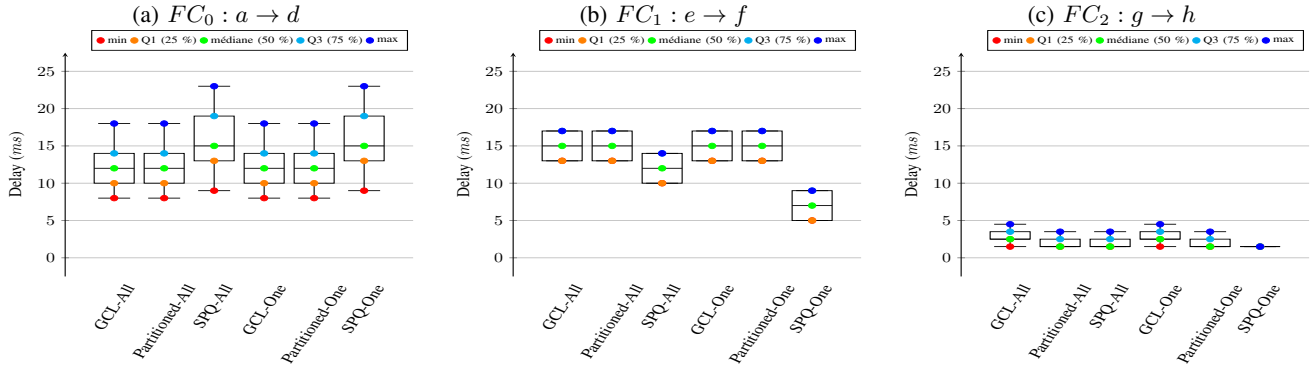 (a) FC₀ : a → d
min Q1 (25 %) médiane (50 %) Q3 (75 %) max
Delay (ms)
25
20
15
10
5
0
GCL-All
Partitioned-All
SPQ-All
GCL-One
Partitioned-One
SPQ-One
(b) FC₁ : e → f
min Q1 (25 %) médiane (50 %) Q3 (75 %) max
Delay (ms)
25
20
15
10
5
0
GCL-All
Partitioned-All
SPQ-All
GCL-One
Partitioned-One
SPQ-One
(c) FC₂ : g → h
min Q1 (25 %) médiane (50 %) Q3 (75 %) max
Delay (ms)
25
20
15
10
5
0
GCL-All
Partitioned-All
SPQ-All
GCL-One
Partitioned-One
SPQ-One